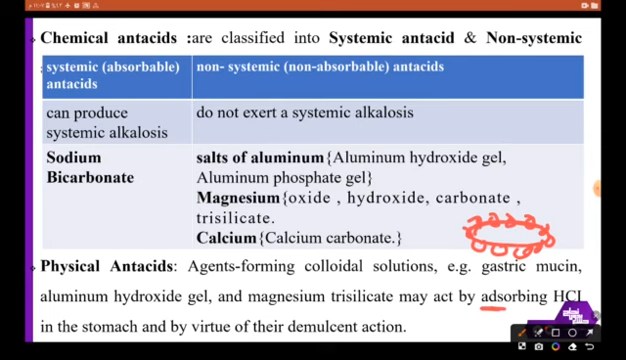 Chemical antacids :are classified into Systemic antacid & Non-systemic
systemic (absorbable) antacids
non- systemic (non-absorbable) antacids
can produce systemic alkalosis
do not exert a systemic alkalosis
Sodium Bicarbonate
salts of aluminum{Aluminum hydroxide gel,
Aluminum phosphate gel}
Magnesium{oxide , hydroxide, carbonate ,
trisilicate.
Calcium{Calcium carbonate.}
Physical Antacids: Agents-forming colloidal solutions, e.g. gastric mucin,
aluminum hydroxide gel, and magnesium trisilicate may act by adsorbing HCl
in the stomach and by virtue of their demulcent action.